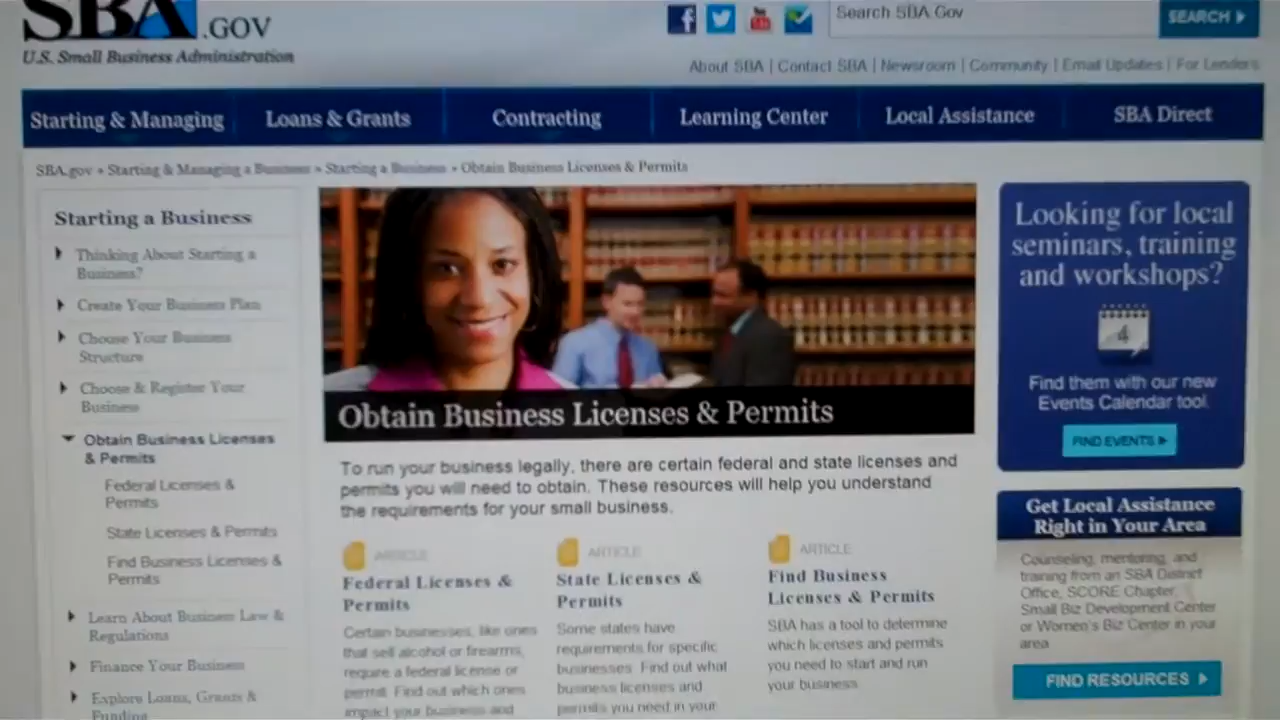 SBA.GOV
U.S. Small Business Administration
Search SBA.Gov
SEARCH
About SBA | Contact SBA | Newsroom | Community | Email Updates | For Lenders
Starting & Managing
Loans & Grants
Contracting
Learning Center
Local Assistance
SBA Direct
SBA.gov » Starting & Managing a Business » Starting a Business » Obtain Business Licenses & Permits
Starting a Business
Thinking About Starting a
Business?
Create Your Business Plan
Choose Your Business
Structure
Choose & Register Your
Business
Obtain Business Licenses
& Permits
Federal Licenses &
Permits
State Licenses & Permits
Find Business Licenses &
Permits
Learn About Business Law &
Regulations
Finance Your Business
Explore Loans, Grants &
Funding
Obtain Business Licenses & Permits
To run your business legally, there are certain federal and state licenses and
permits you will need to obtain. These resources will help you understand
the requirements for your small business.
ARTICLE
Federal Licenses &
Permits
Certain businesses, like ones
that sell alcohol or firearms,
require a federal license or
permit. Find out which ones
impact your business and
ARTICLE
State Licenses &
Permits
Some states have
requirements for specific
businesses. Find out what
business licenses and
permits you need in your
ARTICLE
Find Business
Licenses & Permits
SBA has a tool to determine
which licenses and permits
you need to start and run
your business.
Looking for local
seminars, training
and workshops?
4
Find them with our new
Events Calendar tool.
FIND EVENTS
Get Local Assistance
Right in Your Area
Counseling, mentoring, and
training from an SBA District
Office, SCORE Chapter,
Small Biz Development Center
or Women's Biz Center in your
area
FIND RESOURCES